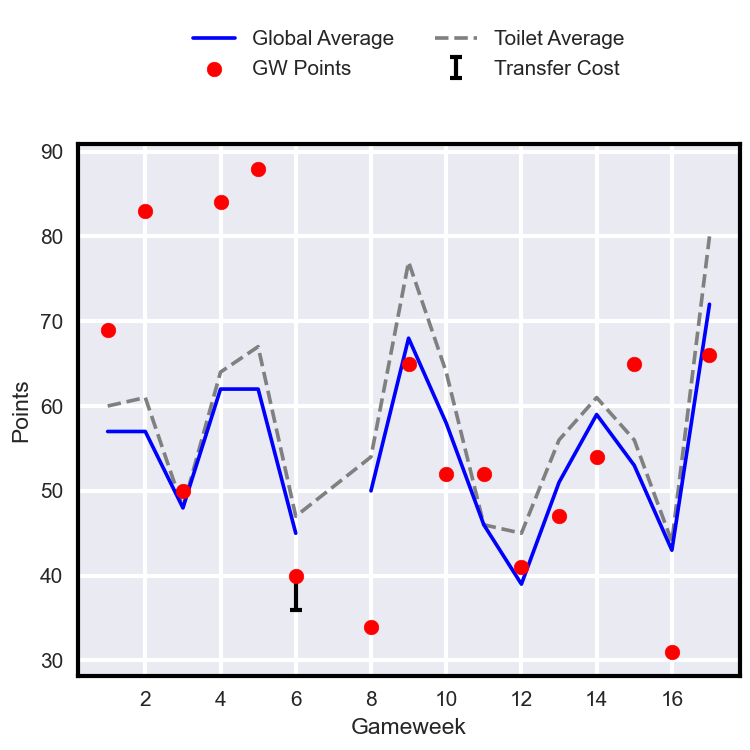 Global Average
Toilet Average
GW Points
Transfer Cost
90
80
70
60
50
40
30
Points
2 4 6 8 10 12 14 16
Gameweek